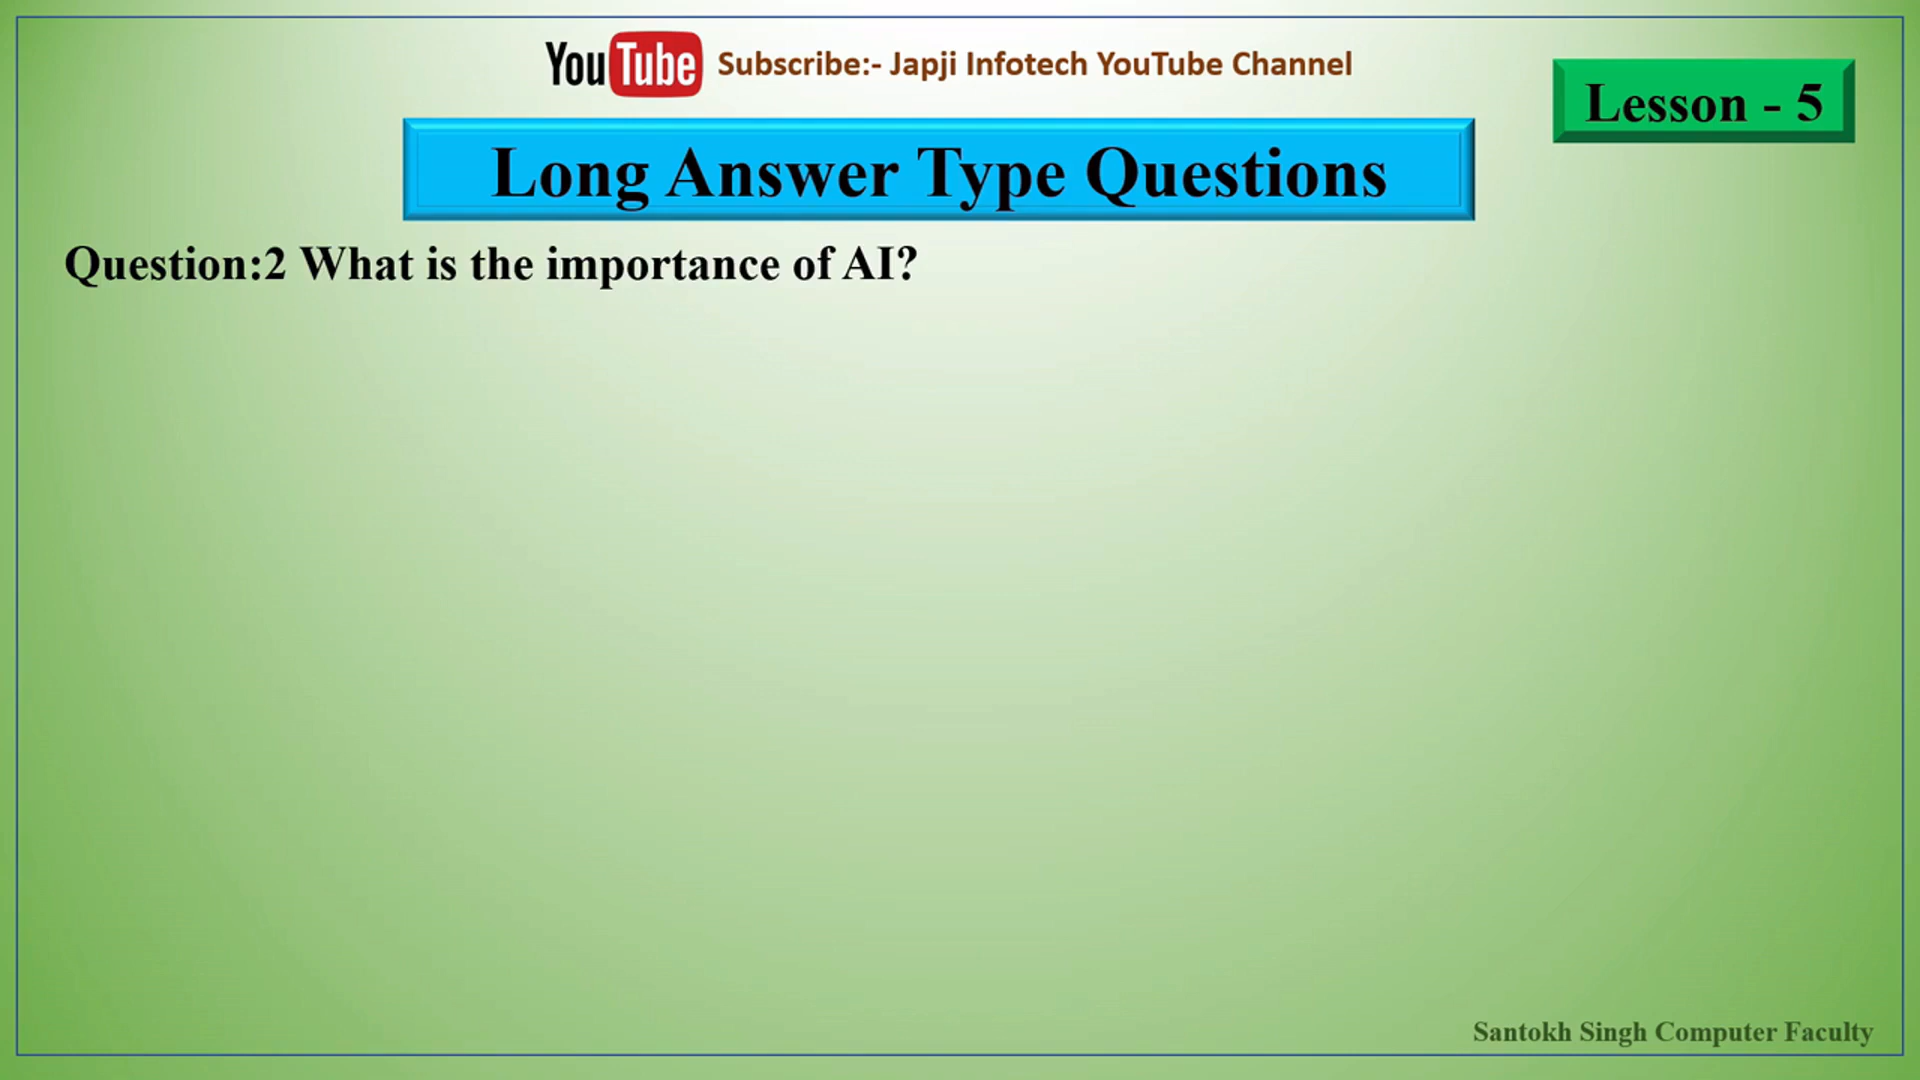 YouTube Subscribe:- Japji Infotech YouTube Channel
Lesson - 5
Long Answer Type Questions
Question:2 What is the importance of AI?
Santokh Singh Computer Faculty